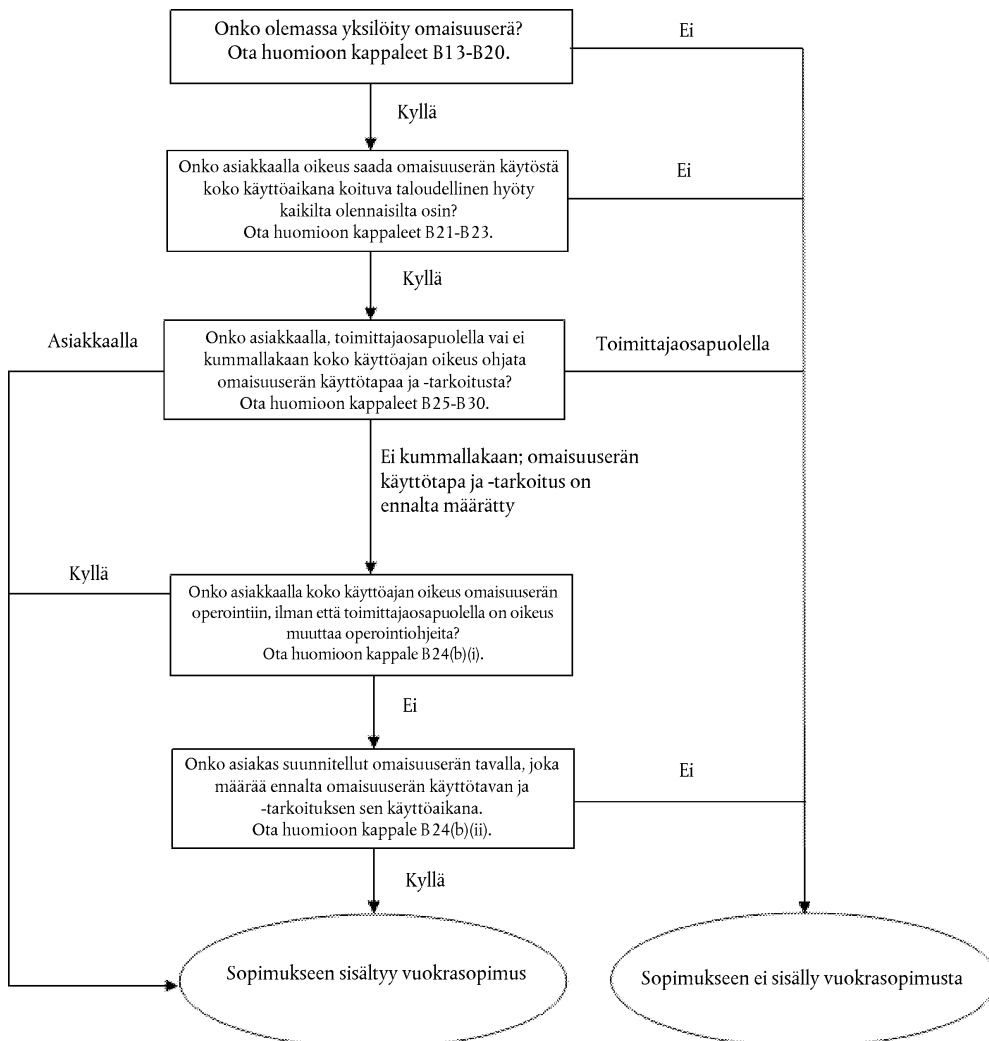 Onko olemassa yksilöity omaisuuserä?
Ota huomioon kappaleet B13-B20.
Ei
Kyllä
Onko asiakkaalla oikeus saada omaisuuserän käytöstä
koko käyttöaikana koituva taloudellinen hyöty
kaikilta olennaisilta osin?
Ota huomioon kappaleet B21-B23.
Ei
Kyllä
Asiakkaalla
Onko asiakkaalla, toimittajaosapuolella vai ei
kummallakaan koko käyttöajan oikeus ohjata
omaisuuserän käyttötapaa ja -tarkoitusta?
Ota huomioon kappaleet B25-B30.
Toimittajaosapuolella
Ei kummallakaan; omaisuuserän
käyttötapa ja -tarkoitus on
ennalta määrätty
Kyllä
Onko asiakkaalla koko käyttöajan oikeus omaisuuserän
operointiin, ilman että toimittajaosapuolella on oikeus
muuttaa operointiohjeita?
Ota huomioon kappale B24(b)(i).
Ei
Onko asiakas suunnitellut omaisuuserän tavalla, joka
määrää ennalta omaisuuserän käyttötavan ja
-tarkoituksen sen käyttöaikana.
Ota huomioon kappale B24(b)(ii).
Ei
Kyllä
Sopimukseen sisältyy vuokrasopimus
Sopimukseen ei sisälly vuokrasopimusta